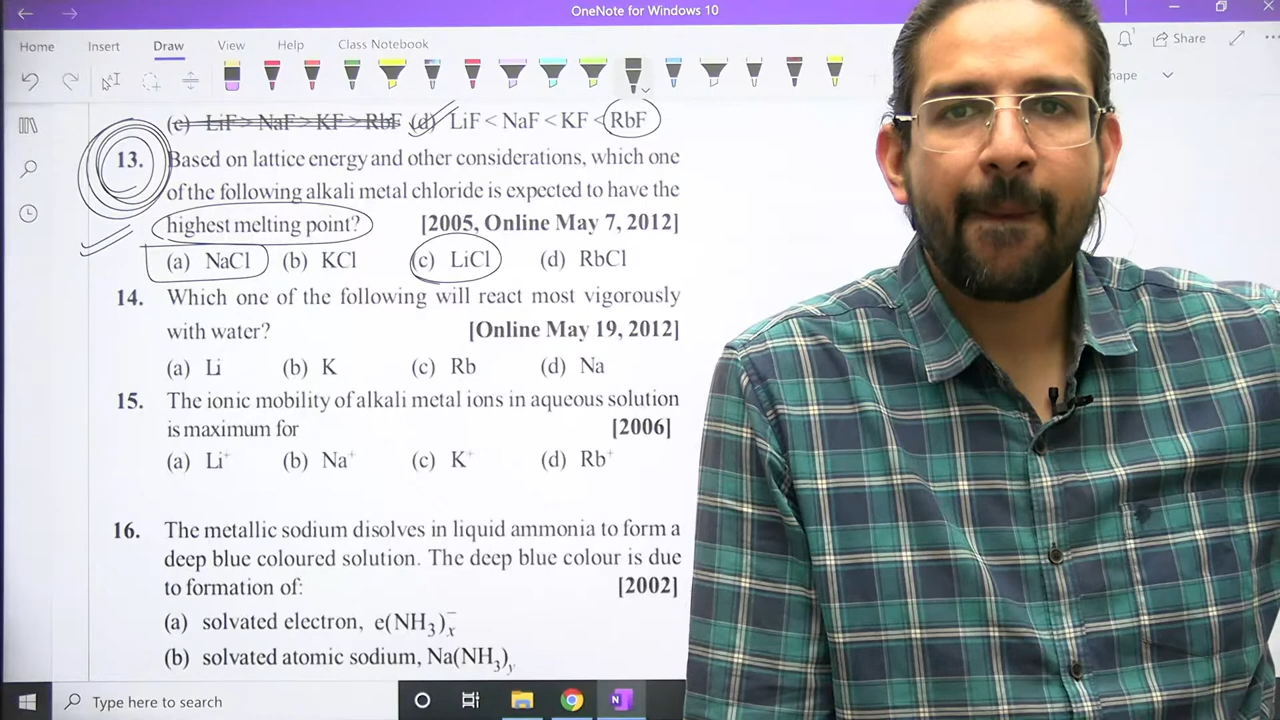 OneNote for Windows 10
Home Insert Draw View Help Class Notebook Share
hape
(c) LiF > NaF > KF > RbF (d) LiF < NaF < KF < RbF
13. Based on lattice energy and other considerations, which one
of the following alkali metal chloride is expected to have the
highest melting point? [2005, Online May 7, 2012]
(a) NaCl (b) KCl (c) LiCl (d) RbCl
14. Which one of the following will react most vigorously
with water? [Online May 19, 2012]
(a) Li (b) K (c) Rb (d) Na
15. The ionic mobility of alkali metal ions in aqueous solution
is maximum for [2006]
(a) Li⁺ (b) Na⁺ (c) K⁺ (d) Rb⁺
16. The metallic sodium disolves in liquid ammonia to form a
deep blue coloured solution. The deep blue colour is due
to formation of: [2002]
(a) solvated electron, e(NH₃)ₓ⁻
(b) solvated atomic sodium, Na(NH₃)y
Type here to search